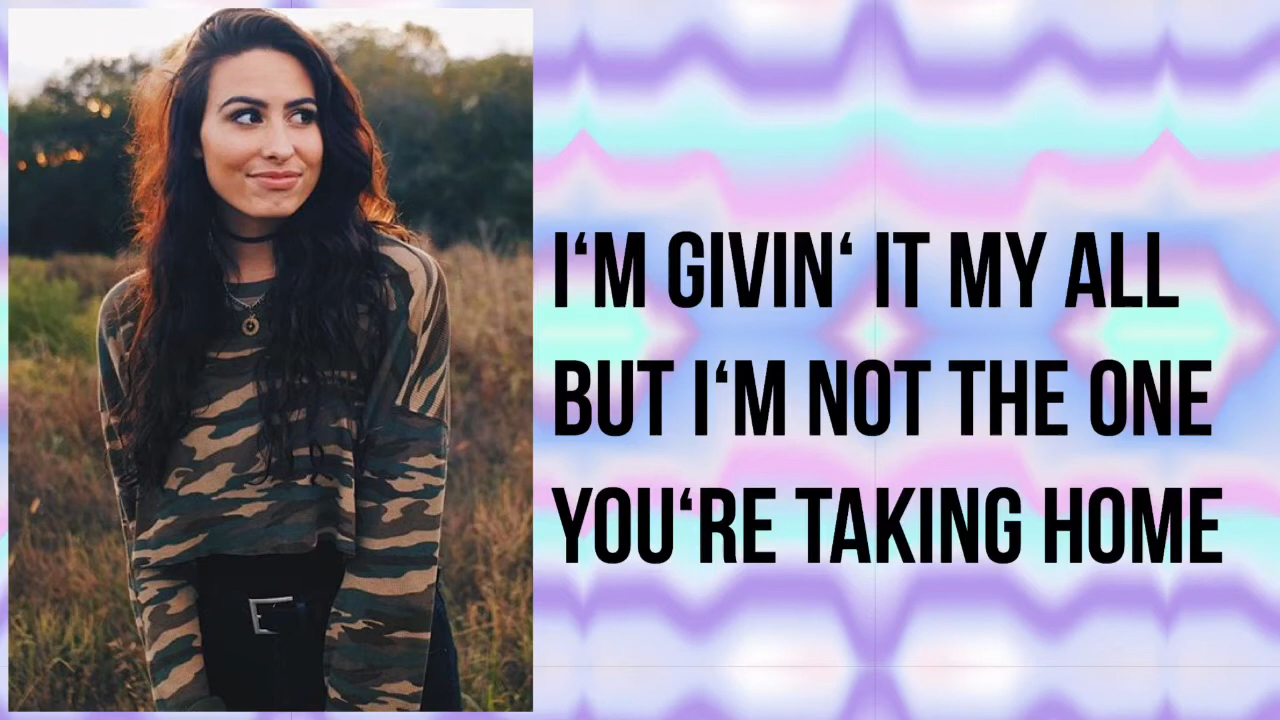 I‘M GIVIN‘ IT MY ALL
BUT I‘M NOT THE ONE
YOU‘RE TAKING HOME